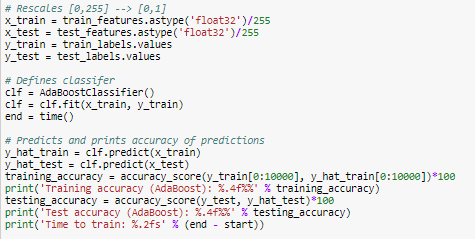 # Rescales [0,255] --> [0,1]
x_train = train_features.astype('float32')/255
x_test = test_features.astype('float32')/255
y_train = train_labels.values
y_test = test_labels.values
# Defines classifer
clf = AdaBoostClassifier()
clf = clf.fit(x_train, y_train)
end = time()
# Predicts and prints accuracy of predictions
y_hat_train = clf.predict(x_train)
y_hat_test = clf.predict(x_test)
training_accuracy = accuracy_score(y_train[0:10000], y_hat_train[0:10000])*100
print('Training accuracy (AdaBoost): %.4f%%' % training_accuracy)
testing_accuracy = accuracy_score(y_test, y_hat_test)*100
print('Test accuracy (AdaBoost): %.4f%%' % testing_accuracy)
print('Time to train: %.2fs' % (end - start))